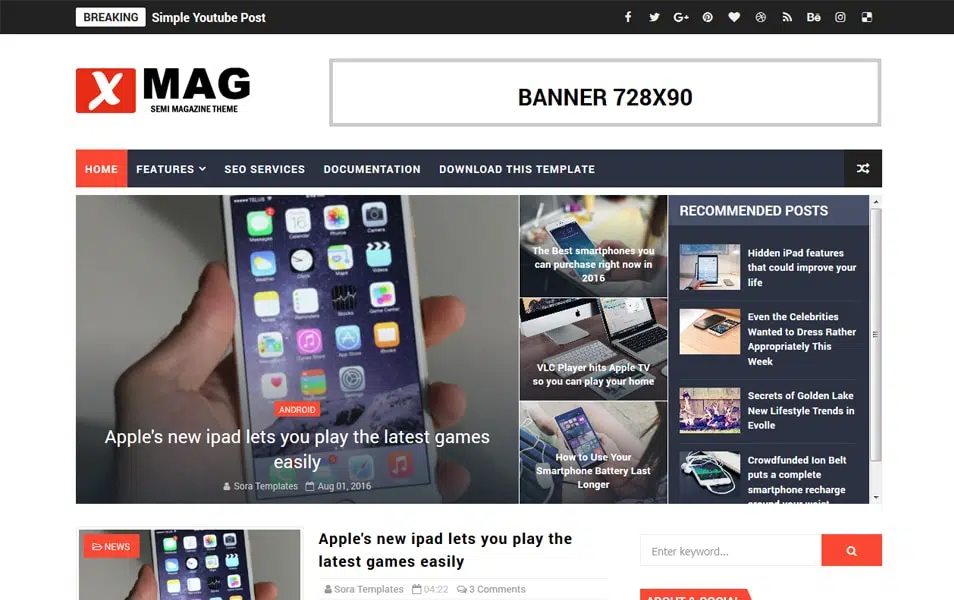 BREAKING Simple Youtube Post
X MAG
SEMI MAGAZINE THEME
BANNER 728X90
HOME FEATURES SEO SERVICES DOCUMENTATION DOWNLOAD THIS TEMPLATE
ANDROID
Apple's new ipad lets you play the latest games
easily
Sora Templates Aug 01, 2016
The Best smartphones you
can purchase right now in
2016
VLC Player hits Apple TV
so you can play your home
How to Use Your
Smartphone Battery Last
Longer
RECOMMENDED POSTS
Hidden iPad features
that could improve your
life
Even the Celebrities
Wanted to Dress Rather
Appropriately This
Week
Secrets of Golden Lake
New Lifestyle Trends in
Evolle
Crowdfunded Ion Belt
puts a complete
smartphone recharge
around your waist
NEWS
Apple's new ipad lets you play the
latest games easily
Sora Templates 04:22 3 Comments
Enter keyword...
ABOUT & SOCIAL